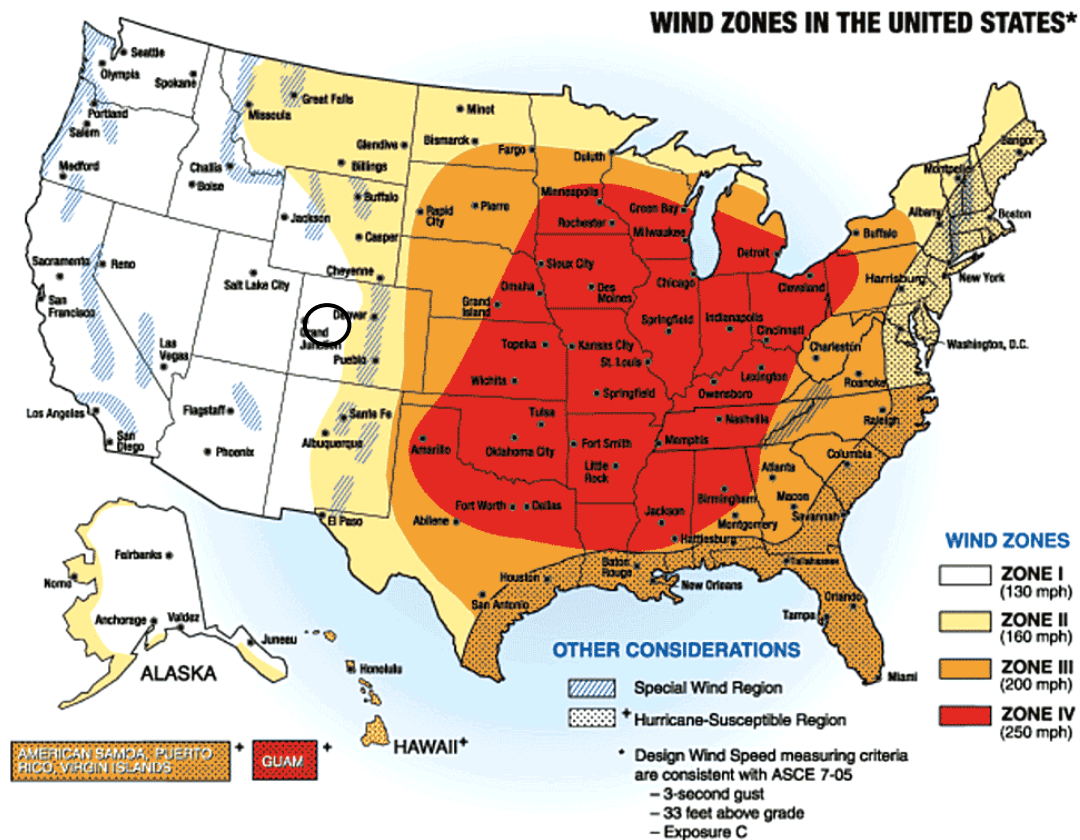 WIND ZONES IN THE UNITED STATES*
Seattle
Olympia
Spokane
Portland
Salem
Medford
Missoula
Great Falls
Glendive
Billings
Challis
Boise
Minot
Bismarck
Fargo
Duluth
Jackson
Buffalo
Casper
Cheyenne
Rapid
City
Pierre
Minneapolis
Rochester
Green Bay
Milwaukee
Bangor
Montpelier
Albany
Boston
Buffalo
Detroit
Cleveland
Harrisburg
New York
Washington, D.C.
Sacramento
Reno
San
Francisco
Salt Lake City
Las
Vegas
Denver
Grand
Junction
Pueblo
Sioux City
Omaha
Des
Moines
Grand
Island
Chicago
Springfield
Indianapolis
Cincinnati
Charleston
Roanoke
Topeka
Kansas City
St. Louis
Lexington
Owensboro
Wichita
Springfield
Nashville
Raleigh
Los Angeles
San
Diego
Flagstaff
Phoenix
Santa Fe
Albuquerque
El Paso
Amarillo
Tulsa
Oklahoma City
Fort Smith
Little
Rock
Memphis
Atlanta
Columbia
Macon
Savannah
Birmingham
Montgomery
Fort Worth
Dallas
Abilene
Jackson
Hattiesburg
Baton
Rouge
New Orleans
Tallahassee
Houston
San Antonio
Orlando
Tampa
Miami
Fairbanks
Nome
Anchorage
Valdez
Juneau
ALASKA
Honolulu
HAWAII+
AMERICAN SAMOA, PUERTO
RICO, VIRGIN ISLANDS
+
GUAM
+
WIND ZONES
ZONE I
(130 mph)
ZONE II
(160 mph)
ZONE III
(200 mph)
ZONE IV
(250 mph)
OTHER CONSIDERATIONS
Special Wind Region
+Hurricane-Susceptible Region
* Design Wind Speed measuring criteria
are consistent with ASCE 7-05
– 3-second gust
– 33 feet above grade
– Exposure C